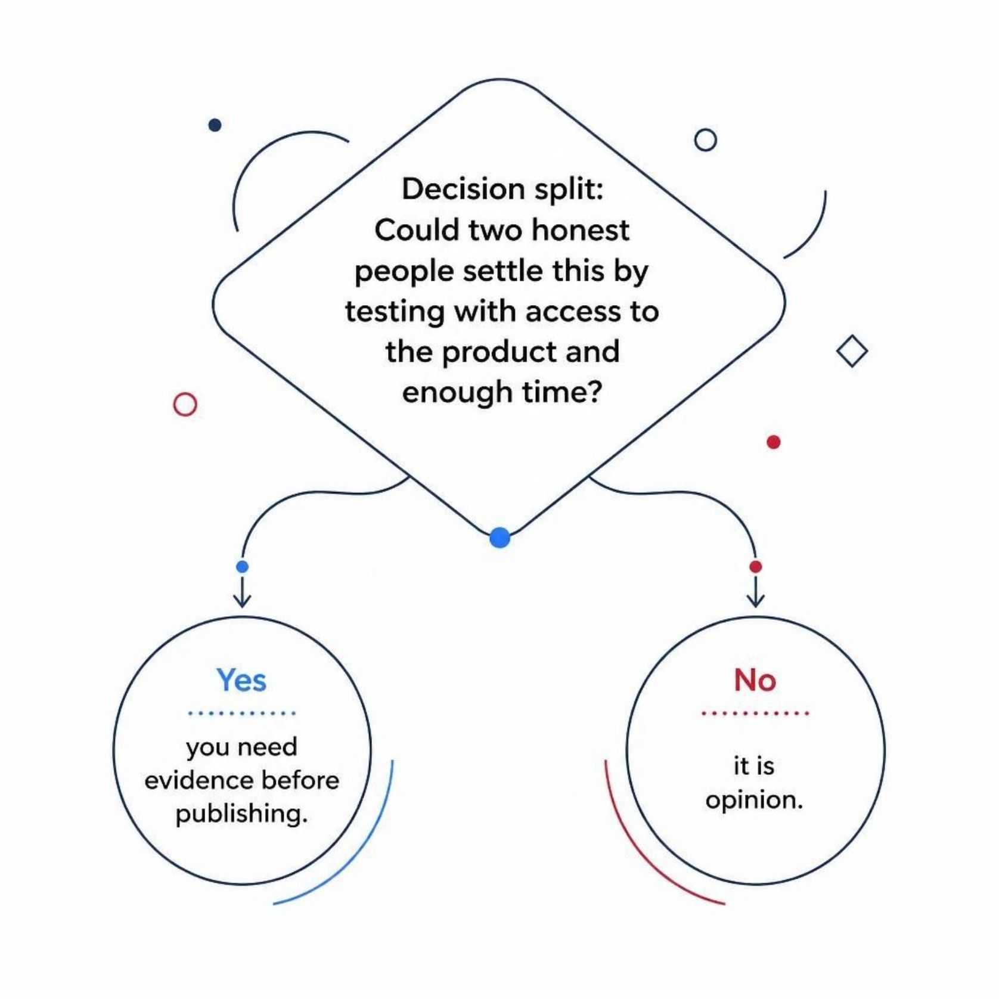 Decision split:
Could two honest
people settle this by
testing with access to
the product and
enough time?
Yes
you need
evidence before
publishing.
No
it is
opinion.